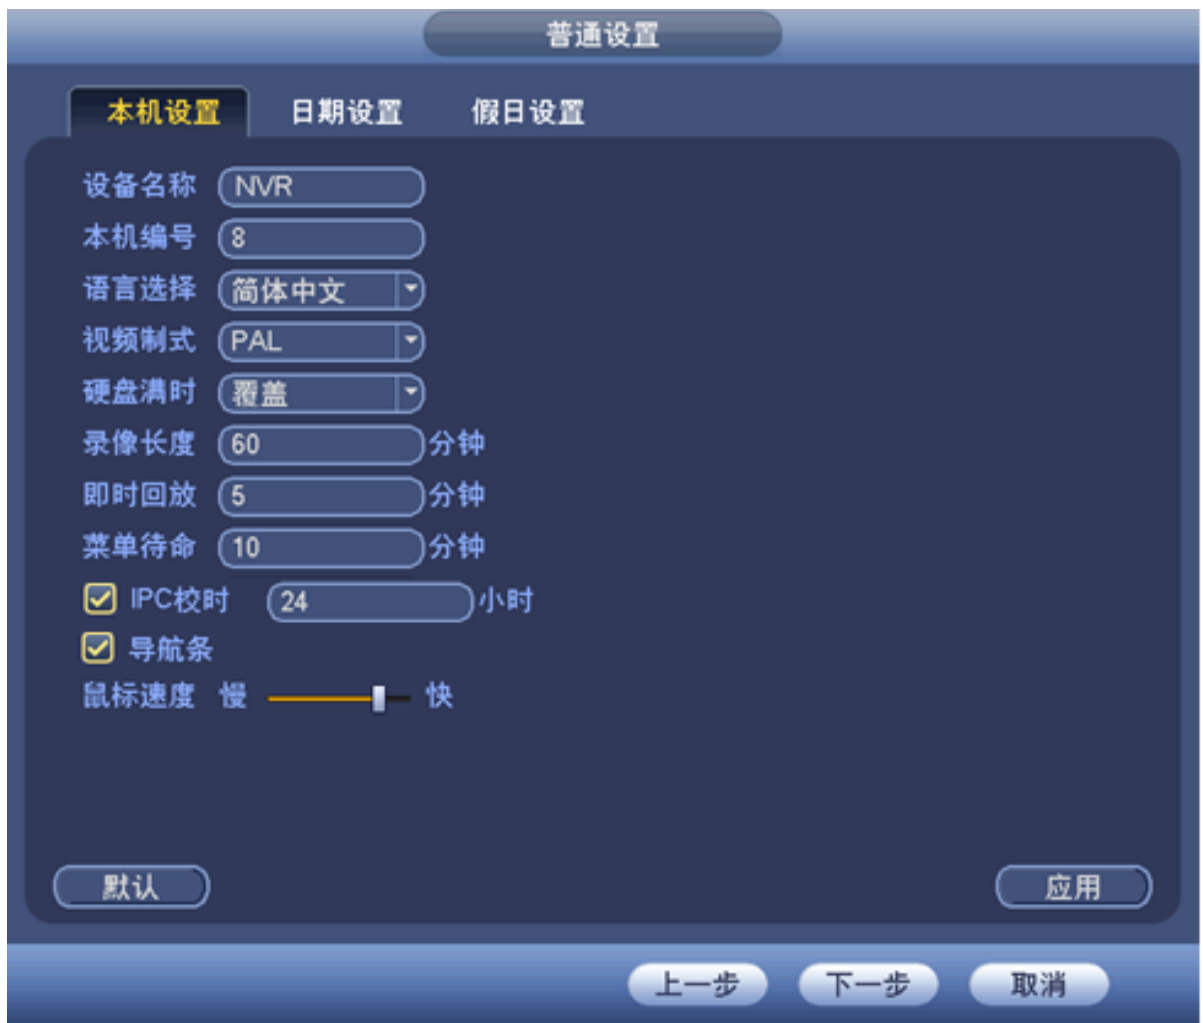 普通设置
本机设置 日期设置 假日设置
设备名称 NVR
本机编号 8
语言选择 简体中文
视频制式 PAL
硬盘满时 覆盖
录像长度 60 分钟
即时回放 5 分钟
菜单待命 10 分钟
IPC校时 24 小时
导航条
鼠标速度 慢 快
默认 应用
上一步 下一步 取消